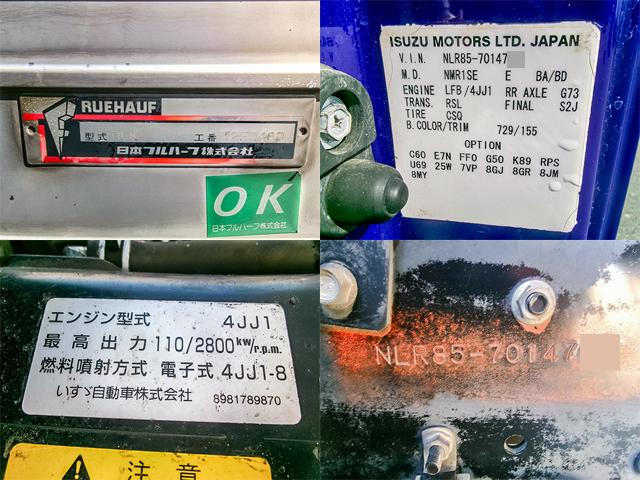 RUEHAUF
型式
工番
日本フルハーフ株式会社
OK
日本フルハーフ株式会社
ISUZU MOTORS LTD. JAPAN
V.I.N. NLR85-70147
M.D. NMR1SE E BA/BD
ENGINE LFB/4JJ1 RR AXLE G73
TRANS. RSL FINAL S2J
TIRE CSQ
B.COLOR/TRIM 729/155
OPTION
C60 E7N FF0 G50 K89 RPS
U69 25W 7VP 8GJ 8GR 8JM
8MY
エンジン型式 4JJ1
最高出力 110/2800kw/r.p.m.
燃料噴射方式 電子式 4JJ1-8
いすゞ自動車株式会社 8981789870
注意
NLR85-70147